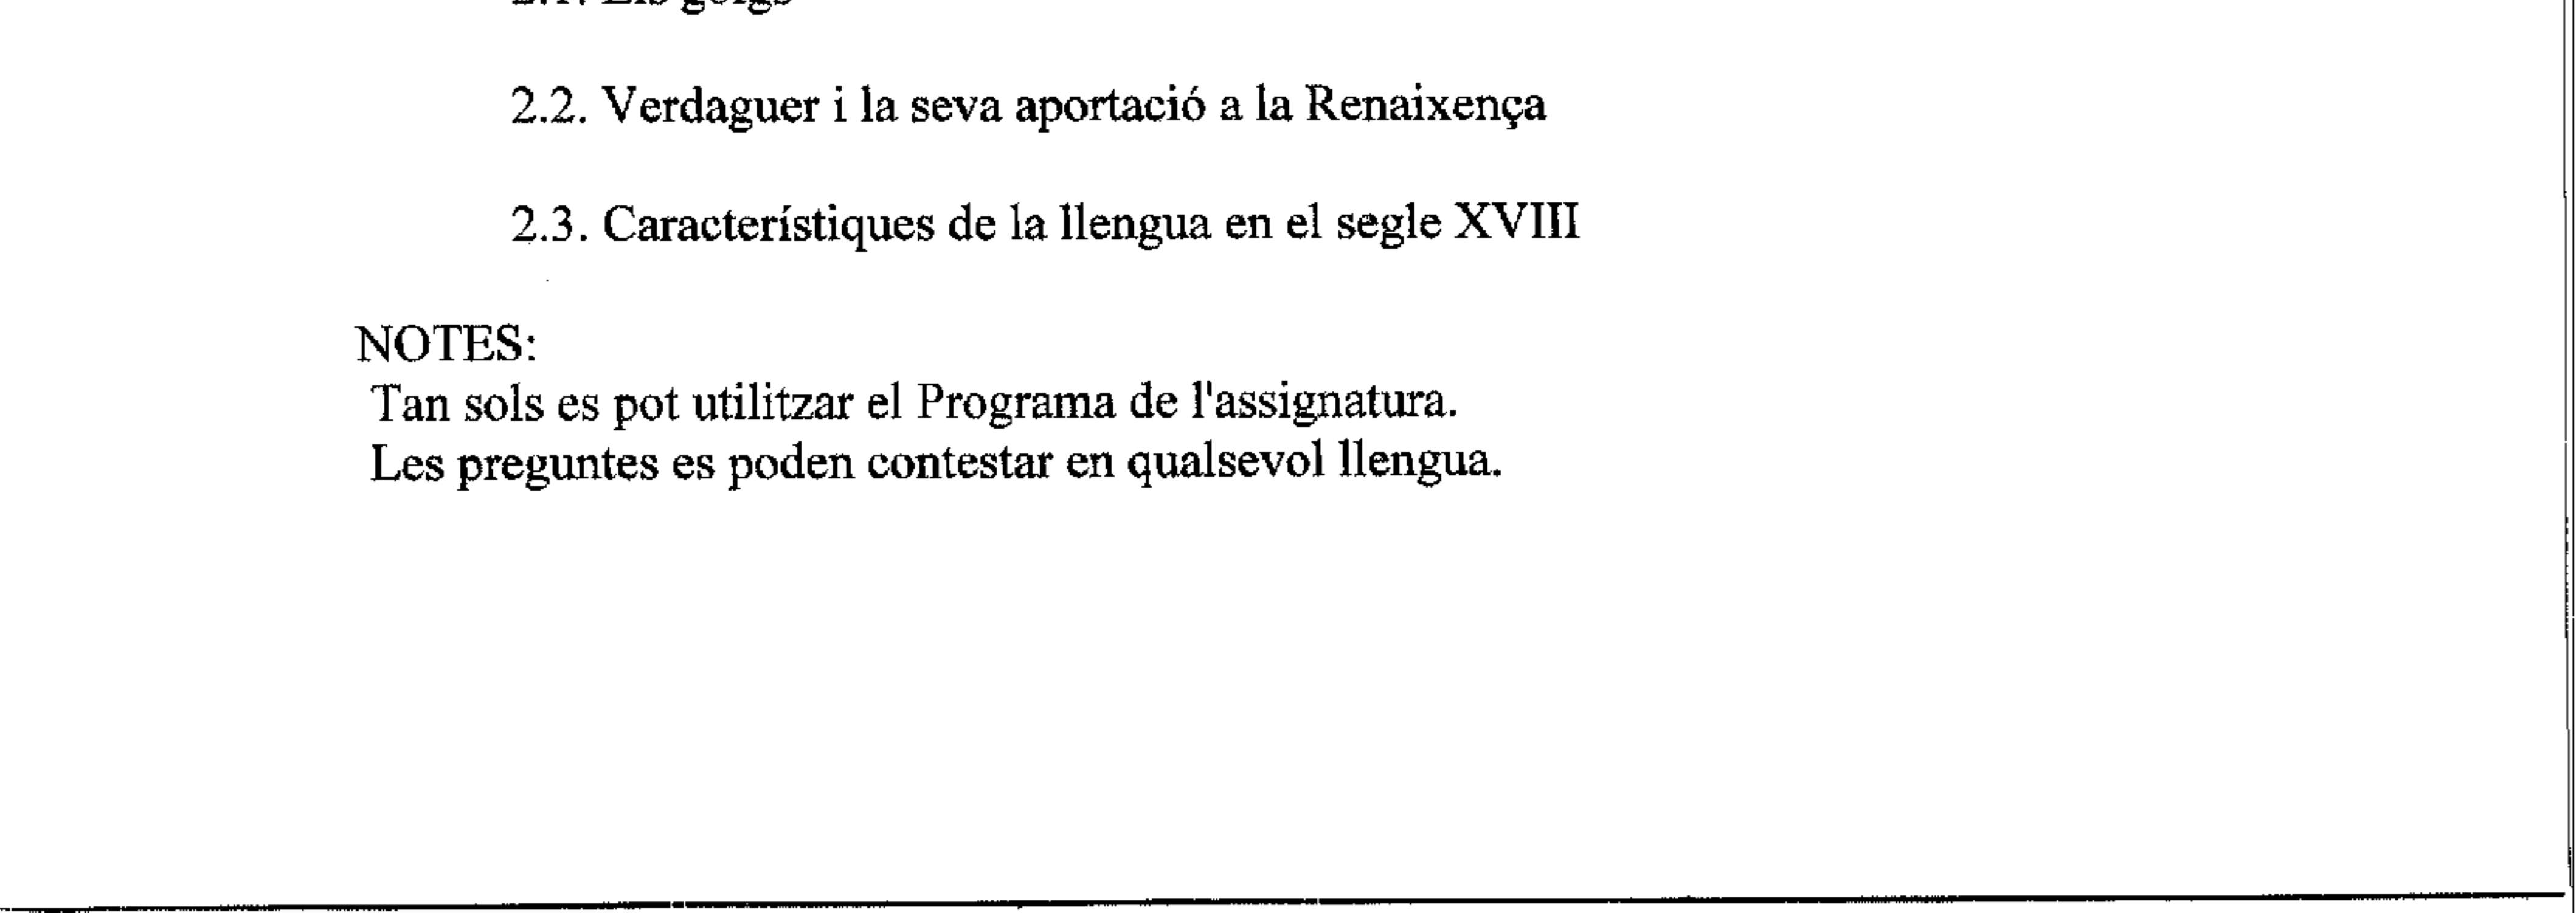 2.1. Els goigs
2.2. Verdaguer i la seva aportació a la Renaixença
2.3. Característiques de la llengua en el segle XVIII
NOTES:
Tan sols es pot utilitzar el Programa de l'assignatura.
Les preguntes es poden contestar en qualsevol llengua.